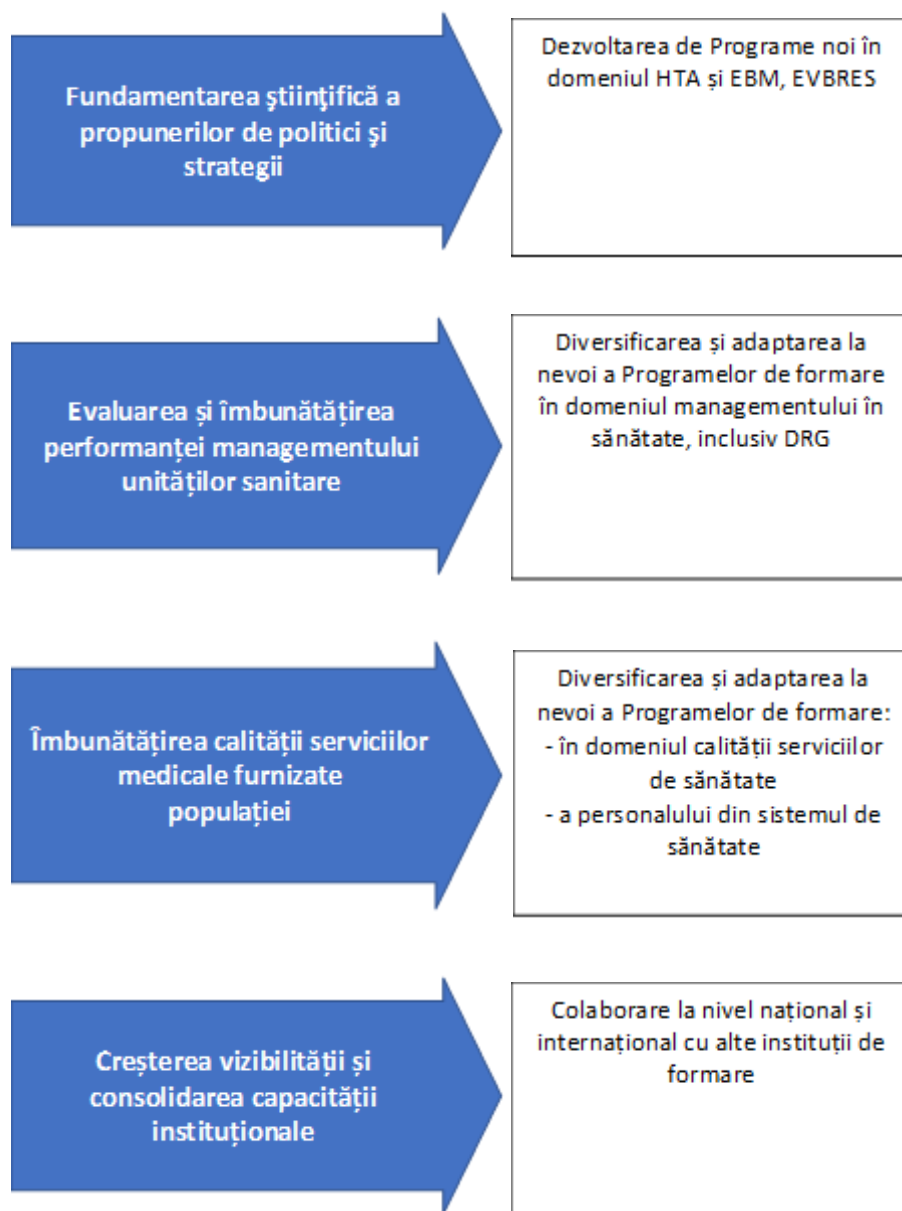 Fundamentarea ştiinţifică a
propunerilor de politici şi
strategii
Dezvoltarea de Programe noi în
domeniul HTA și EBM, EVBRES
Evaluarea și îmbunătățirea
performanței managementului
unităților sanitare
Diversificarea și adaptarea la
nevoi a Programelor de formare
în domeniul managementului în
sănătate, inclusiv DRG
Îmbunătățirea calității serviciilor
medicale furnizate
populației
Diversificarea și adaptarea la
nevoi a Programelor de formare:
- în domeniul calității serviciilor
de sănătate
- a personalului din sistemul de
sănătate
Creșterea vizibilității și
consolidarea capacității
instituționale
Colaborare la nivel național și
internațional cu alte instituții de
formare